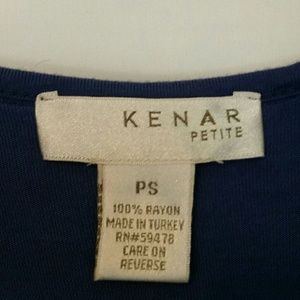 KENAR
PETITE
PS
100% RAYON
MADE IN TURKEY
RN#59478
CARE ON
REVERSE